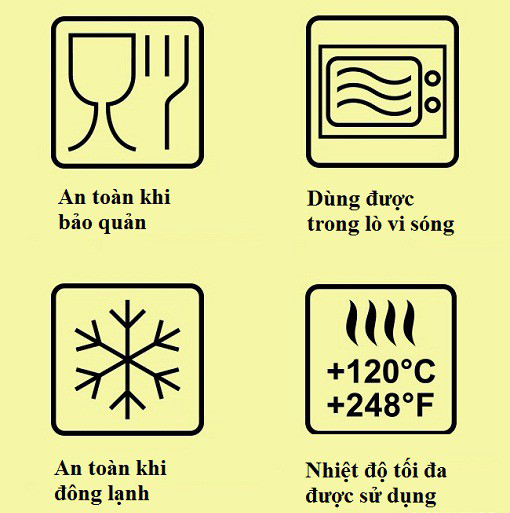 An toàn khi
bảo quản
Dùng được
trong lò vi sóng
+120°C
+248°F
An toàn khi
đông lạnh
Nhiệt độ tối đa
được sử dụng